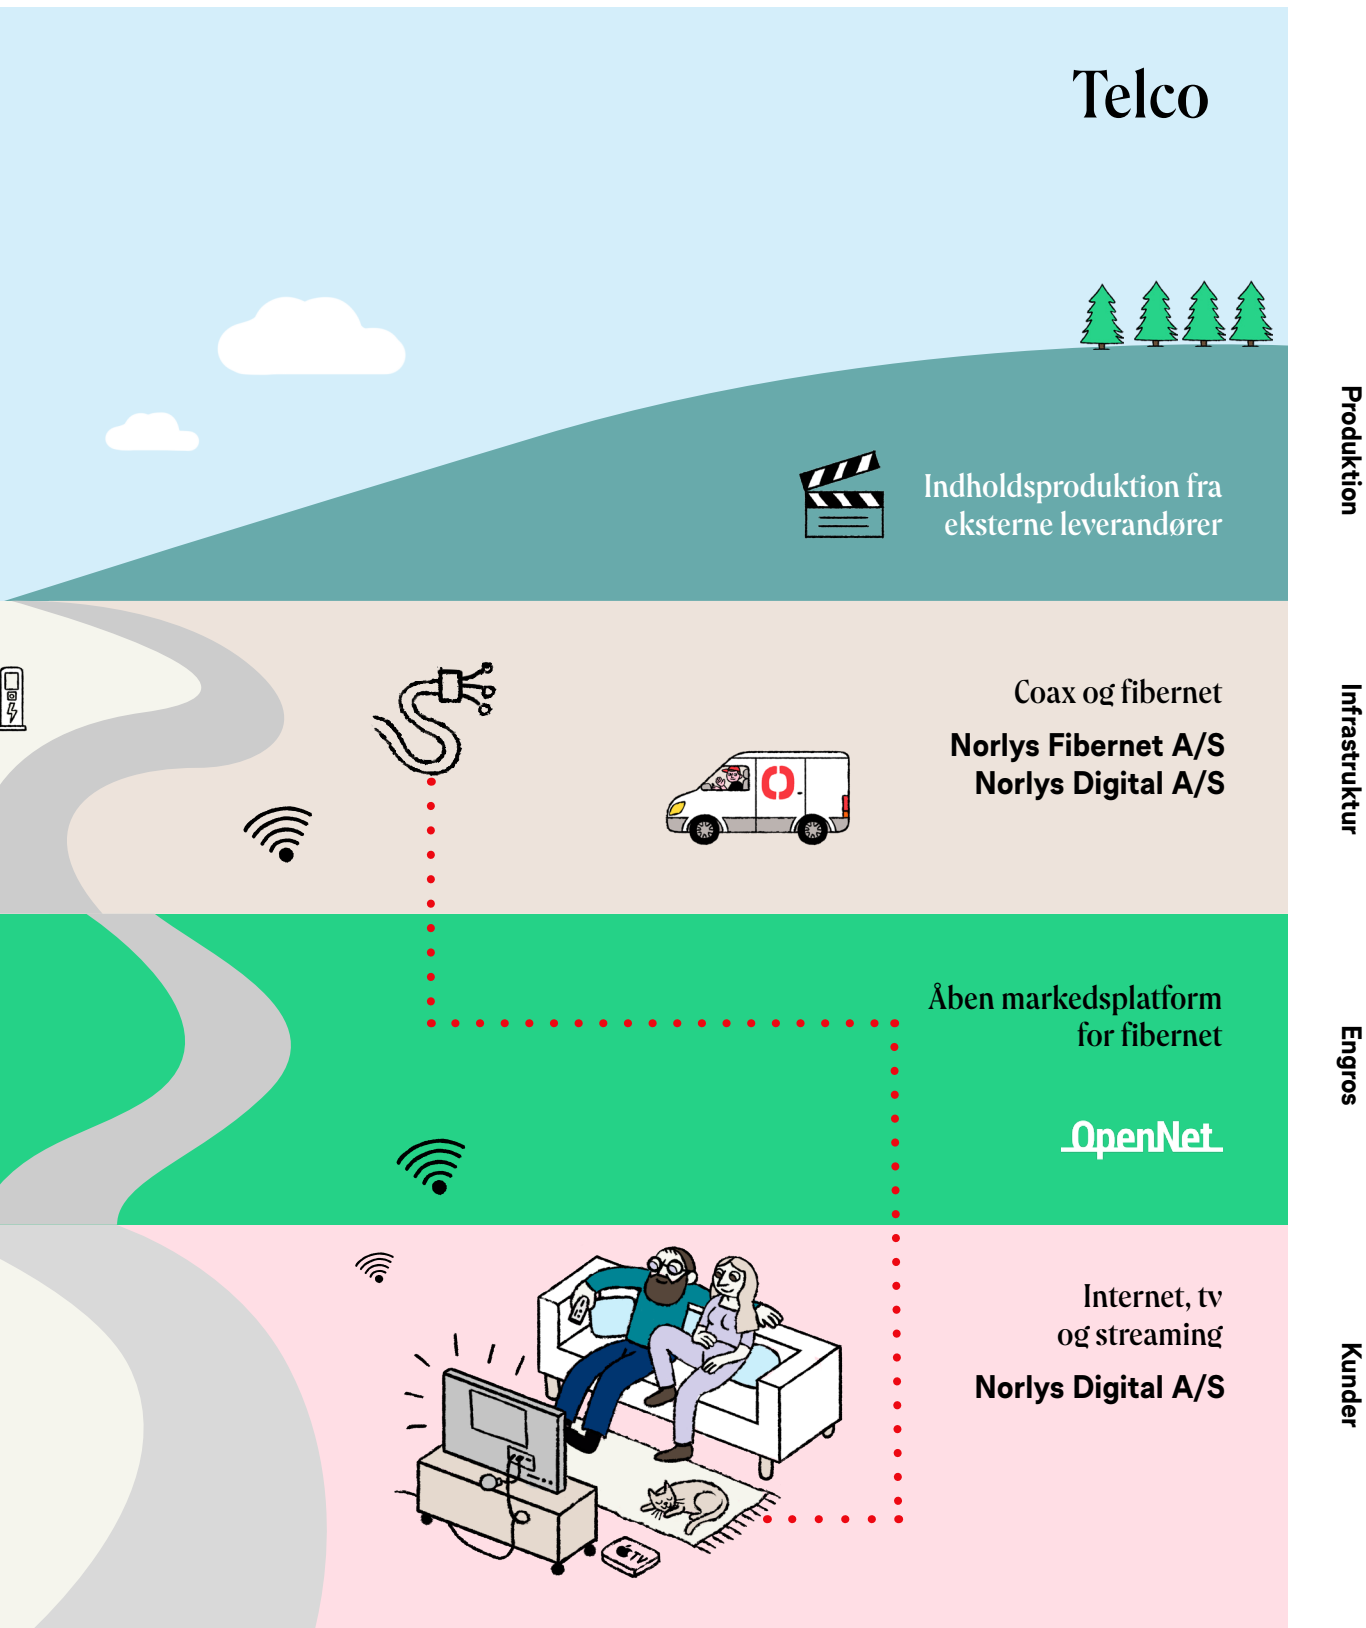 Telco
Produktion
Indholdsproduktion fra
eksterne leverandører
Infrastruktur
Coax og fibernet
Norlys Fibernet A/S
Norlys Digital A/S
Engros
Åben markedsplatform
for fibernet
OpenNet
Kunder
Internet, tv
og streaming
Norlys Digital A/S
TV